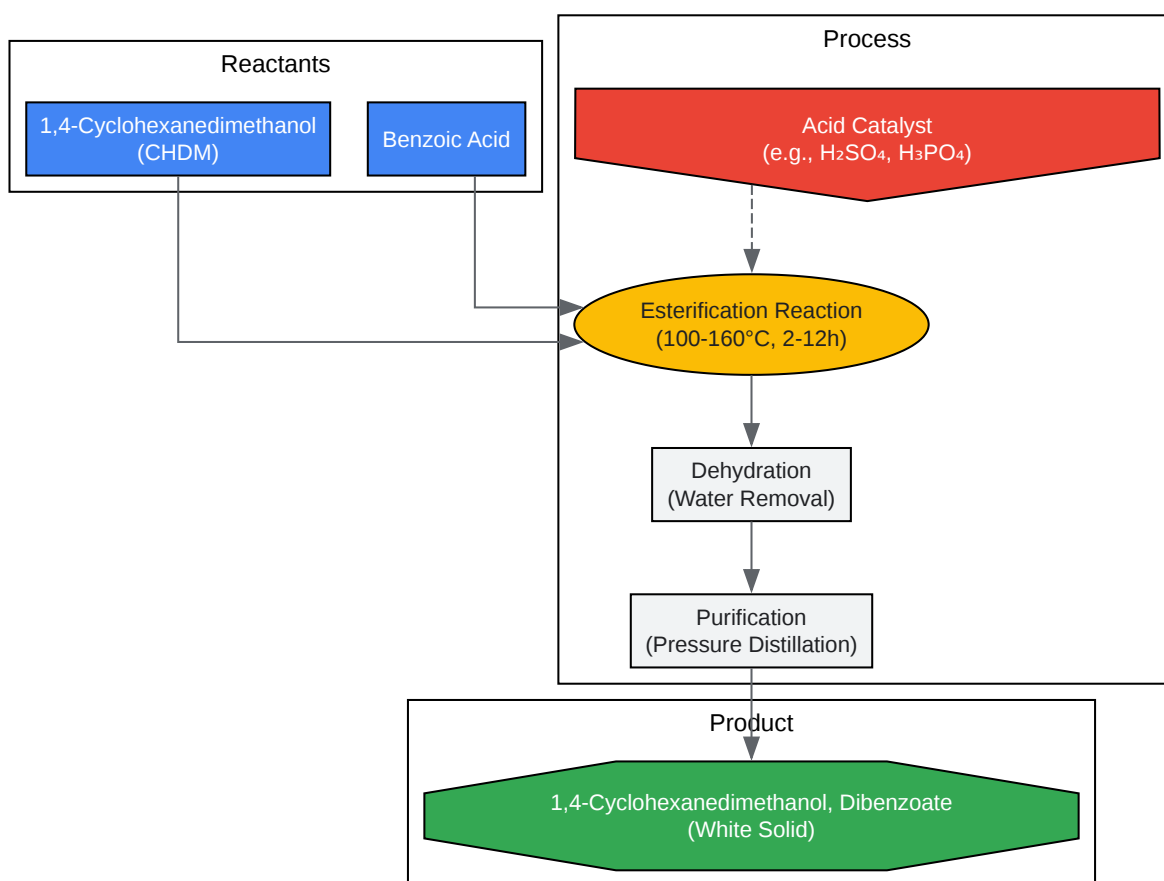 Reactants
1,4-Cyclohexanedimethanol
(CHDM)
Benzoic Acid
Process
Acid Catalyst
(e.g., H₂SO₄, H₃PO₄)
Esterification Reaction
(100-160°C, 2-12h)
Dehydration
(Water Removal)
Purification
(Pressure Distillation)
Product
1,4-Cyclohexanedimethanol, Dibenzoate
(White Solid)